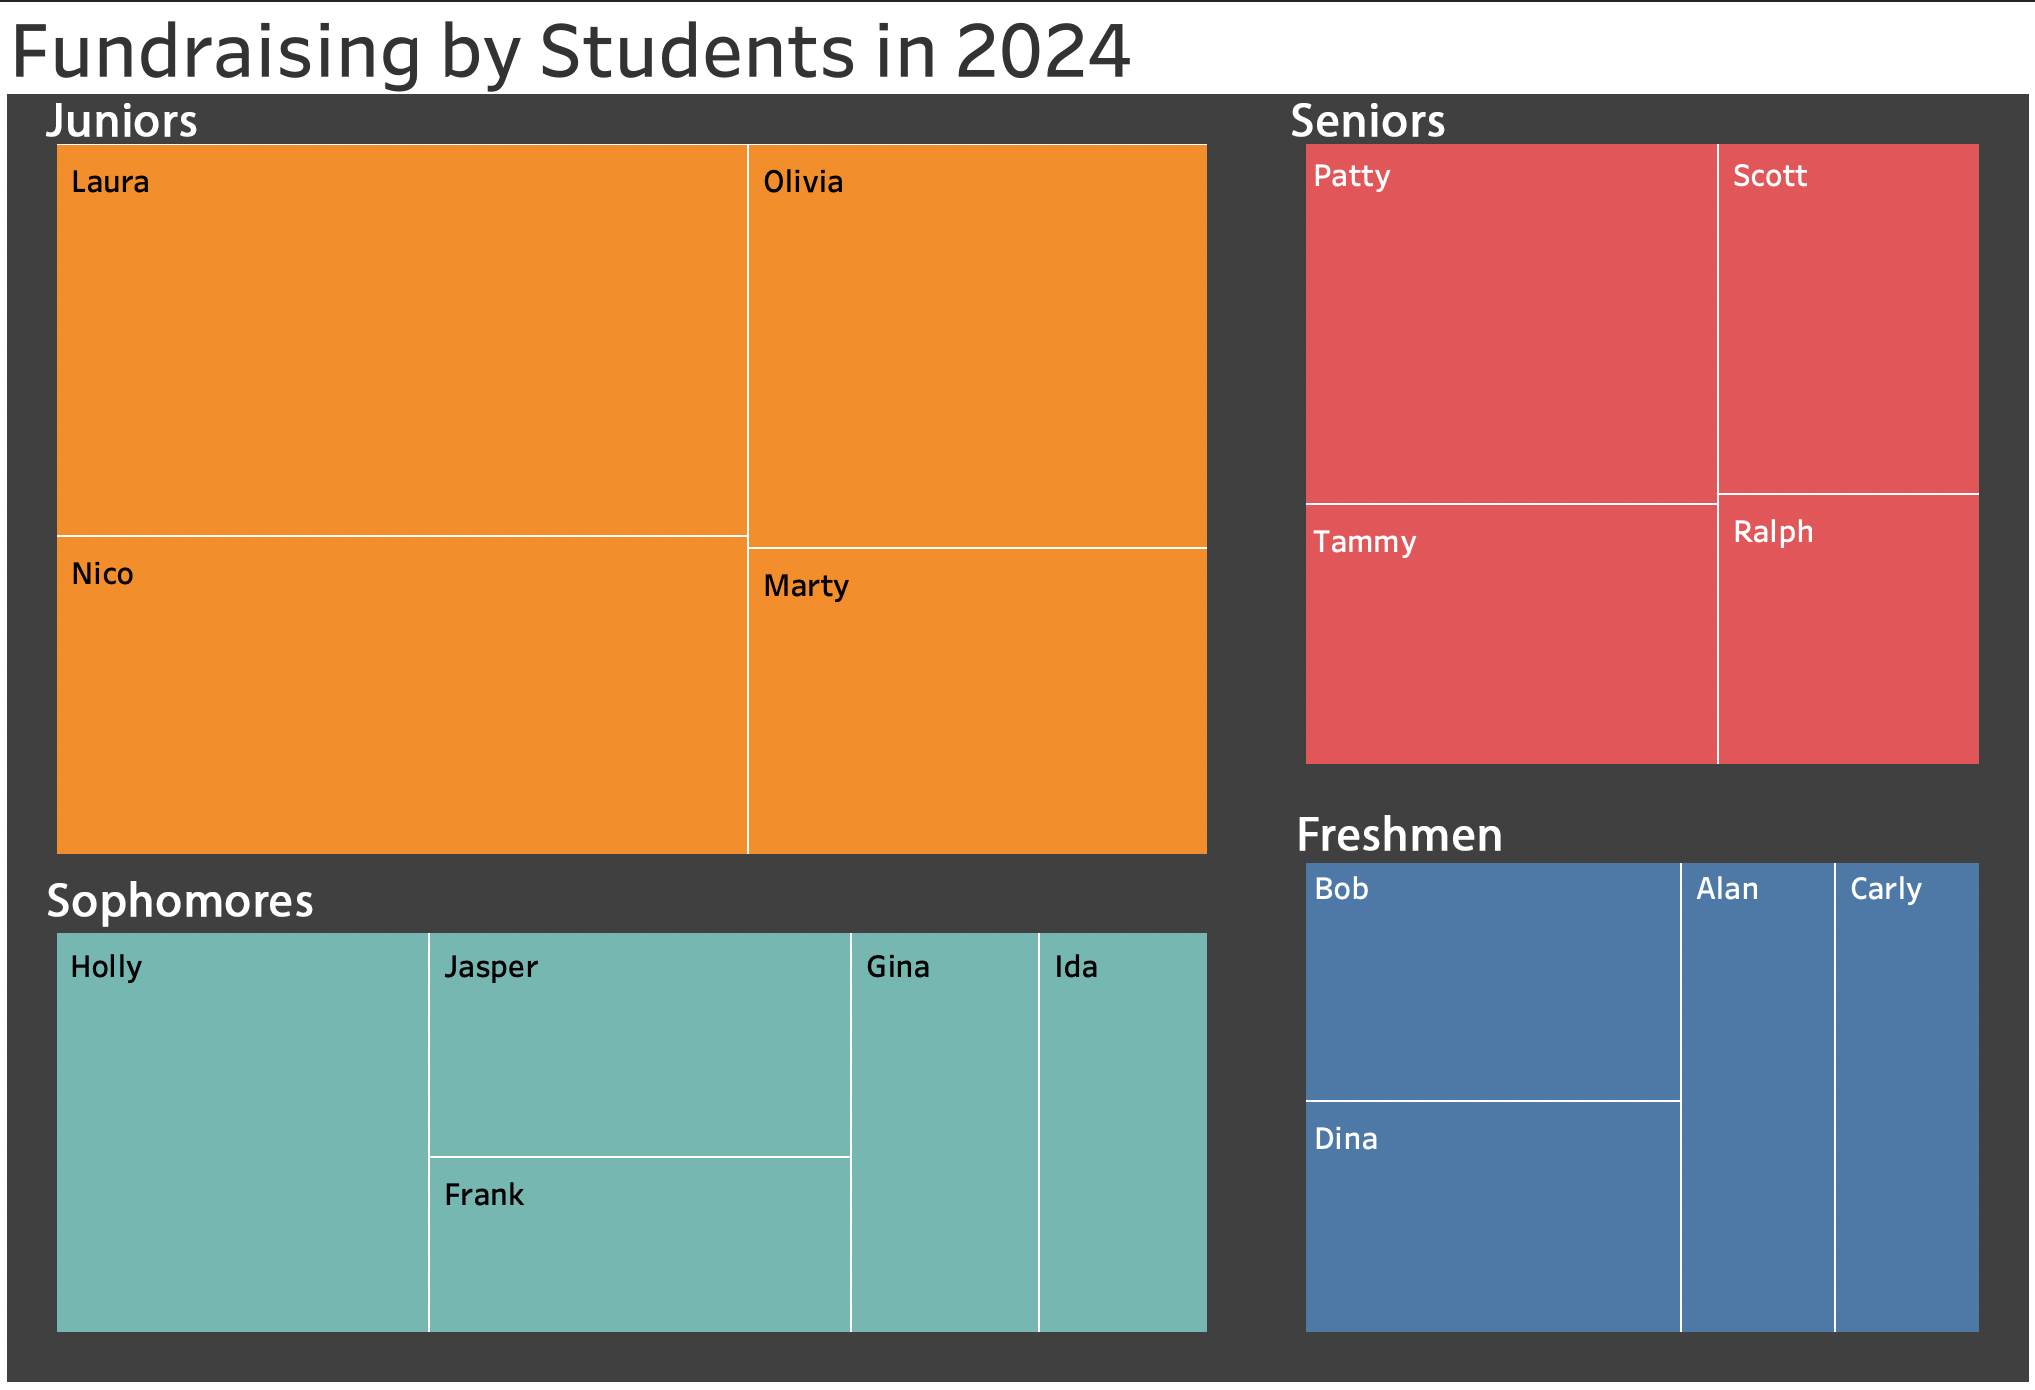 Fundraising by Students in 2024
Juniors
Laura
Olivia
Nico
Marty
Seniors
Patty
Scott
Tammy
Ralph
Sophomores
Holly
Jasper
Gina
Ida
Frank
Freshmen
Bob
Alan
Carly
Dina